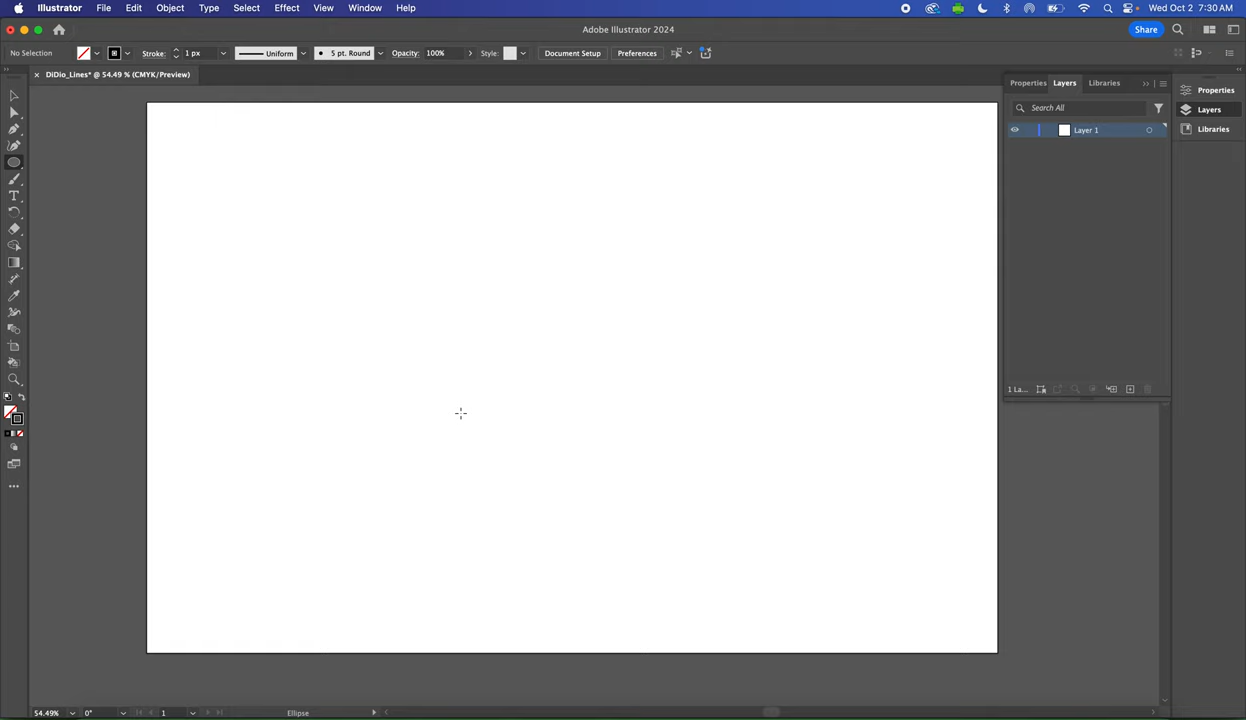 Illustrator File Edit Object Type Select Effect View Window Help Wed Oct 2 7:30 AM
Adobe Illustrator 2024 Share
No Selection Stroke: 1 px Uniform 5 pt. Round Opacity: 100% Style: Document Setup Preferences
× DiDio_Lines* @ 54.49 % (CMYK/Preview)
Properties Layers Libraries
Properties
Search All
Layers
Layer 1
Libraries
T
1 La...
54.49% 0° 1 Ellipse